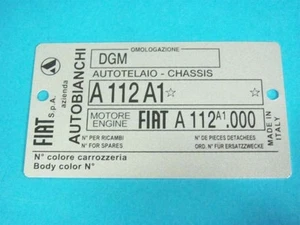 OMOLOGAZIONE
DGM
AUTOTELAIO - CHASSIS
A 112 A1 ☆ ☆
MOTORE
ENGINE
FIAT A 112 A1.000
N° PER RICAMBI
N° FOR SPARES
N° DE PIECES DETACHEES
ORD. N° FÜR ERSATZZWECKE
FIAT S.p.A.
azienda
AUTOBIANCHI
MADE IN
ITALY
N° colore carrozzeria
Body color N°